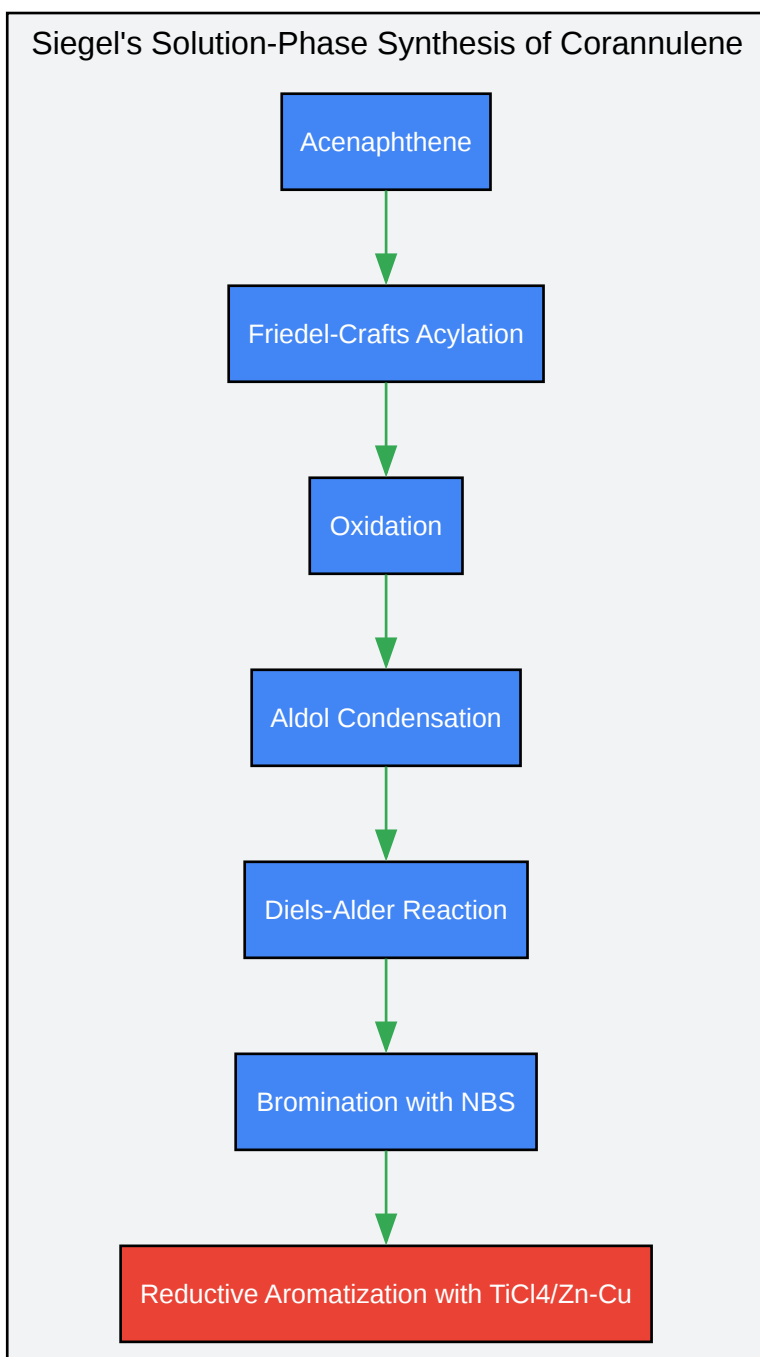 Siegel's Solution-Phase Synthesis of Corannulene
Acenaphthene
Friedel-Crafts Acylation
Oxidation
Aldol Condensation
Diels-Alder Reaction
Bromination with NBS
Reductive Aromatization with TiCl4/Zn-Cu